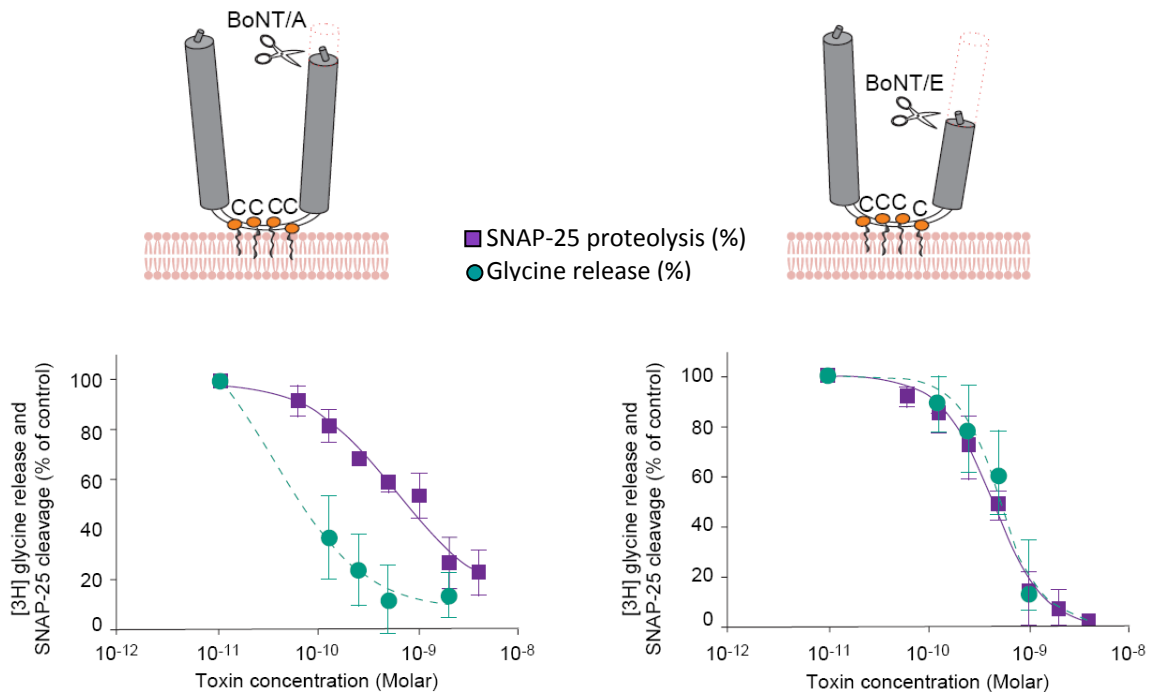 BoNT/A
C C C C
BoNT/E
C C C C
SNAP-25 proteolysis (%)
Glycine release (%)
[3H] glycine release and
SNAP-25 cleavage (% of control)
100
80
60
40
20
0
10-12
10-11
10-10
10-9
10-8
Toxin concentration (Molar)
[3H] glycine release and
SNAP-25 cleavage (% of control)
100
80
60
40
20
0
10-12
10-11
10-10
10-9
10-8
Toxin concentration (Molar)